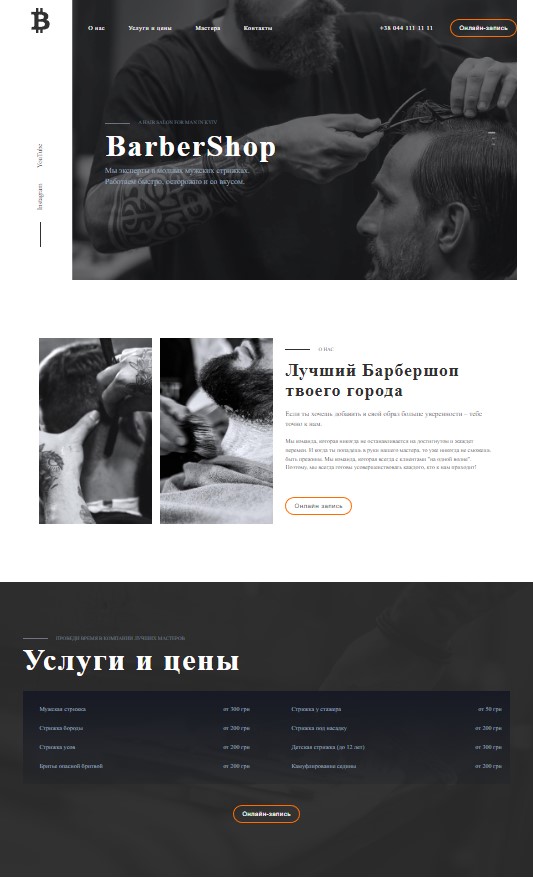 О нас
Услуги и цены
Мастера
Контакты
+38 044 111 11 11
Онлайн-запись
YouTube
Instagram
A HAIR SALON FOR MAN IN KYIV
BarberShop
Мы эксперты в модных мужских стрижках.
Работаем быстро, осторожно и со вкусом.
О НАС
Лучший Барбершоп
твоего города
Если ты хочешь добавить в свой образ больше уверенности – тебе
точно к нам.
Мы команда, которая никогда не останавливается на достигнутом и жаждет
перемен. И когда ты попадешь в руки нашего мастера, ты уже никогда не сможешь
быть прежним. Мы команда, которая всегда с клиентами "на одной волне".
Поэтому, мы всегда готовы усовершенствовать каждого, кто к нам приходит!
Онлайн запись
ПРОВЕДИ ВРЕМЯ В КОМПАНИИ ЛУЧШИХ МАСТЕРОВ
Услуги и цены
Мужская стрижка от 300 грн Стрижка у стажера от 50 грн
Стрижка бороды от 200 грн Стрижка под насадку от 200 грн
Стрижка усов от 200 грн Детская стрижка (до 12 лет) от 300 грн
Бритье опасной бритвой от 200 грн Камуфлирование седины от 200 грн
Онлайн-запись